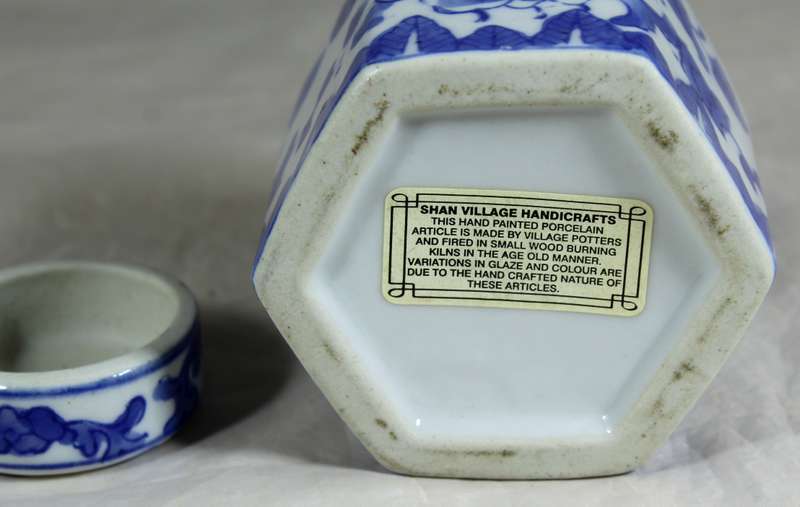 SHAN VILLAGE HANDICRAFTS
THIS HAND PAINTED PORCELAIN
ARTICLE IS MADE BY VILLAGE POTTERS
AND FIRED IN SMALL WOOD BURNING
KILNS IN THE AGE OLD MANNER.
VARIATIONS IN GLAZE AND COLOUR ARE
DUE TO THE HAND CRAFTED NATURE OF
THESE ARTICLES.